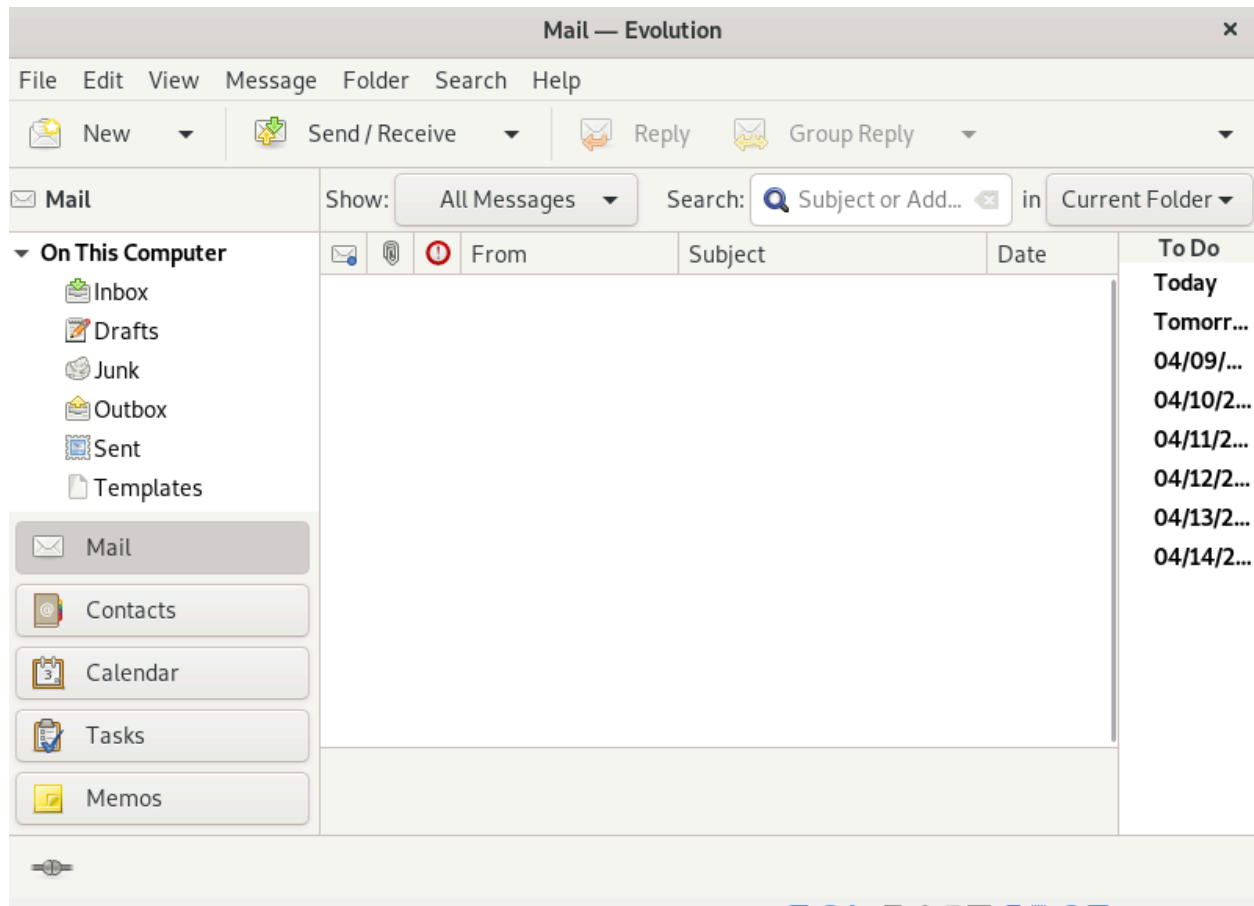 Mail — Evolution
File Edit View Message Folder Search Help
New Send / Receive Reply Group Reply
Mail Show: All Messages Search: Subject or Add... in Current Folder
On This Computer From Subject Date To Do
Inbox Today
Drafts Tomorr...
Junk 04/09/...
Outbox 04/10/2...
Sent 04/11/2...
Templates 04/12/2...
04/13/2...
Mail 04/14/2...
Contacts
Calendar
Tasks
Memos